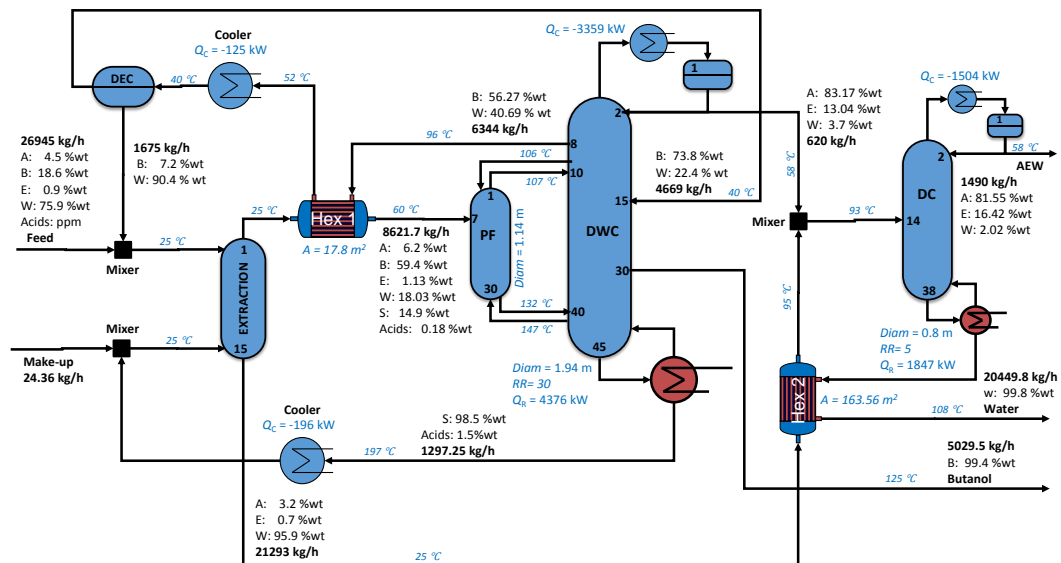 Cooler
Q_C = -125 kW
DEC
40 °C
52 °C
26945 kg/h
A: 4.5 %wt
B: 18.6 %wt
E: 0.9 %wt
W: 75.9 %wt
Acids: ppm
Feed
1675 kg/h
B: 7.2 %wt
W: 90.4 % wt
Mixer
25 °C
25 °C
1
EXTRACTION
15
Mixer
25 °C
Make-up
24.36 kg/h
Hex 1
A = 17.8 m²
60 °C
96 °C
B: 56.27 %wt
W: 40.69 % wt
6344 kg/h
106 °C
107 °C
8621.7 kg/h
A: 6.2 %wt
B: 59.4 %wt
E: 1.13 %wt
W: 18.03 %wt
S: 14.9 %wt
Acids: 0.18 %wt
1
7
PF
30
Diam = 1.14 m
132 °C
147 °C
Q_C = -3359 kW
1
2
8
10
DWC
15
30
40
45
B: 73.8 %wt
W: 22.4 % wt
4669 kg/h
40 °C
Diam = 1.94 m
RR= 30
Q_R = 4376 kW
S: 98.5 %wt
Acids: 1.5%wt
1297.25 kg/h
197 °C
Cooler
Q_C = -196 kW
A: 3.2 %wt
E: 0.7 %wt
W: 95.9 %wt
21293 kg/h
25 °C
A: 83.17 %wt
E: 13.04 %wt
W: 3.7 %wt
620 kg/h
58 °C
Mixer
93 °C
95 °C
Q_C = -1504 kW
1
58 °C
AEW
2
DC
14
38
1490 kg/h
A: 81.55 %wt
E: 16.42 %wt
W: 2.02 %wt
Diam = 0.8 m
RR= 5
Q_R = 1847 kW
Hex 2
A = 163.56 m²
20449.8 kg/h
w: 99.8 %wt
Water
108 °C
5029.5 kg/h
B: 99.4 %wt
Butanol
125 °C